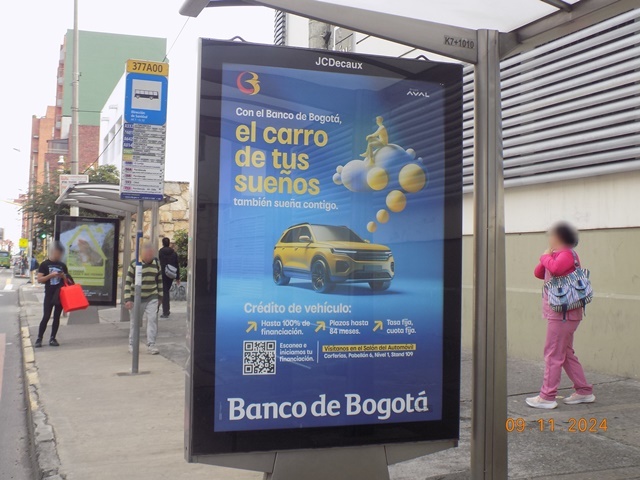 K7+1010
377A00
JCDecaux
AVAL
Con el Banco de Bogotá,
el carro
de tus
sueños
también sueña contigo.
Crédito de vehículo:
Hasta 100% de
financiación.
Plazos hasta
84 meses.
Tasa fija,
cuota fija.
Escanea e
iniciamos tu
financiación.
Visítanos en el Salón del Automóvil
Corferias, Pabellón 6, Nivel 1, Stand 109
Banco de Bogotá
09 11 2024